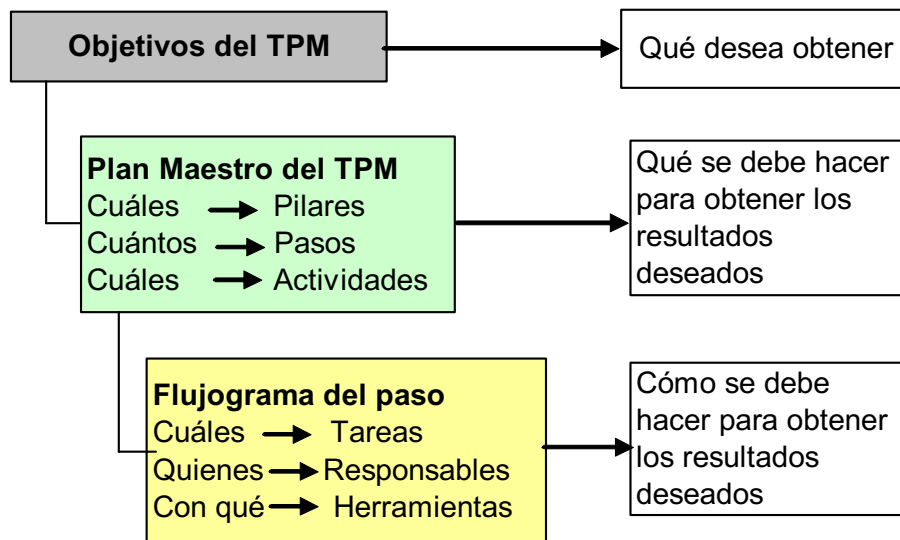 Objetivos del TPM
Qué desea obtener
Plan Maestro del TPM
Cuáles Pilares
Cuántos Pasos
Cuáles Actividades
Qué se debe hacer
para obtener los
resultados
deseados
Flujograma del paso
Cuáles Tareas
Quienes Responsables
Con qué Herramientas
Cómo se debe
hacer para obtener
los resultados
deseados